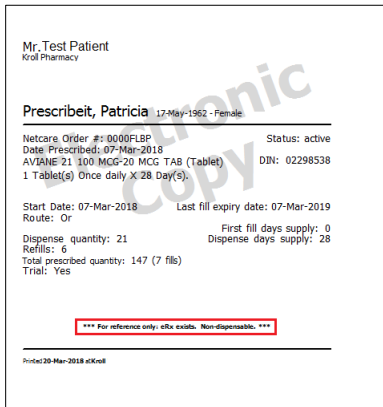 Mr.Test Patient
Kroll Pharmacy
Electronic
Copy
Prescribeit, Patricia 17-May-1962 - Female
Netcare Order #: 0000FLBP Status: active
Date Prescribed: 07-Mar-2018
AVIANE 21 100 MCG-20 MCG TAB (Tablet) DIN: 02298538
1 Tablet(s) Once daily X 28 Day(s).
Start Date: 07-Mar-2018 Last fill expiry date: 07-Mar-2019
Route: Or
First fill days supply: 0
Dispense quantity: 21 Dispense days supply: 28
Refills: 6
Total prescribed quantity: 147 (7 fills)
Trial: Yes
*** For reference only: eRx exists. Non-dispensable. ***
Printed 20-Mar-2018 at Kroll